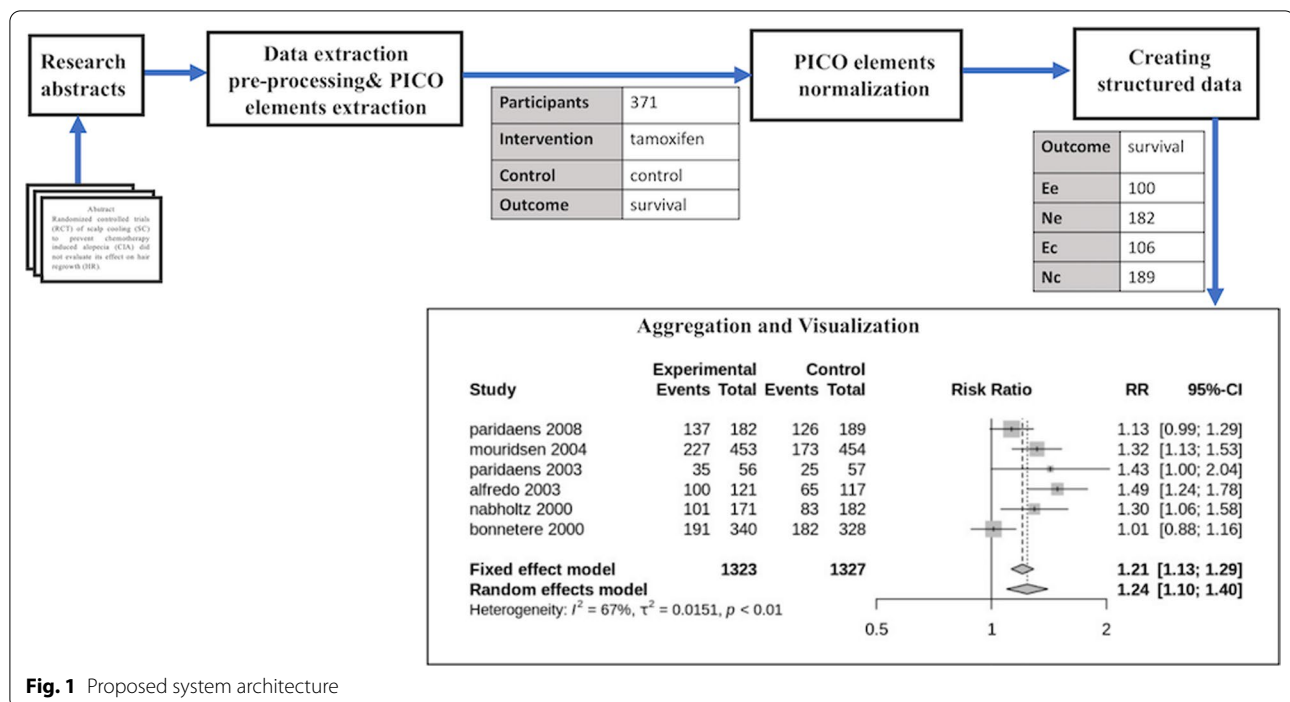 Research
abstracts
Data extraction
pre-processing& PICO
elements extraction
PICO elements
normalization
Creating
structured data
Participants 371
Intervention tamoxifen
Control control
Outcome survival
Outcome survival
Ee 100
Ne 182
Ec 106
Nc 189
Abstract
Randomized controlled trials
(RCT) of scalp cooling (SC)
to prevent chemotherapy
induced alopecia (CIA) did
not evaluate its effect on hair
regrowth (HR).
Aggregation and Visualization
Experimental Control
Study Events Total Events Total Risk Ratio RR 95%-CI
paridaens 2008 137 182 126 189 1.13 [0.99; 1.29]
mouridsen 2004 227 453 173 454 1.32 [1.13; 1.53]
paridaens 2003 35 56 25 57 1.43 [1.00; 2.04]
alfredo 2003 100 121 65 117 1.49 [1.24; 1.78]
nabholtz 2000 101 171 83 182 1.30 [1.06; 1.58]
bonnetere 2000 191 340 182 328 1.01 [0.88; 1.16]
Fixed effect model 1323 1327 1.21 [1.13; 1.29]
Random effects model 1.24 [1.10; 1.40]
Heterogeneity: I² = 67%, τ² = 0.0151, p < 0.01
0.5 1 2
Fig. 1 Proposed system architecture